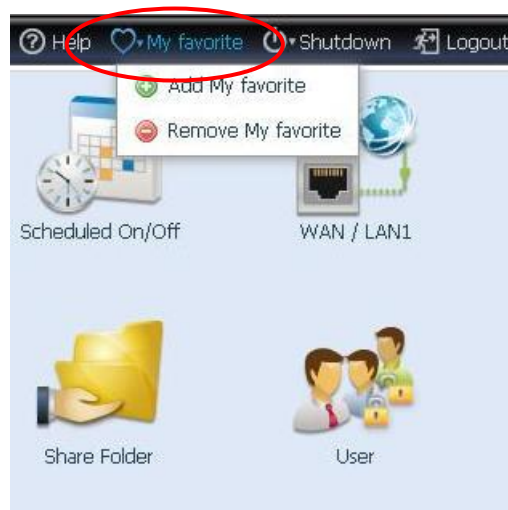 Help My favorite Shutdown Logout
Add My favorite
Remove My favorite
Scheduled On/Off WAN / LAN1
Share Folder User